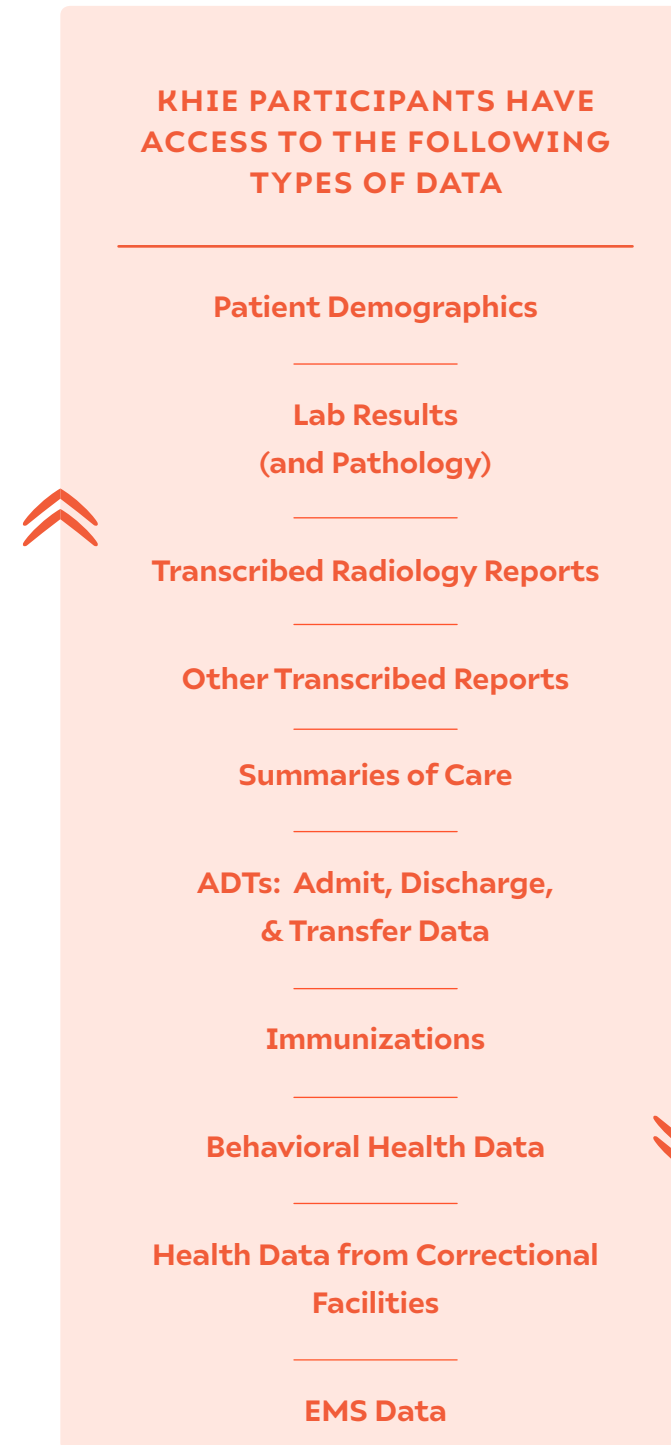 KHIE PARTICIPANTS HAVE
ACCESS TO THE FOLLOWING
TYPES OF DATA
Patient Demographics
Lab Results
(and Pathology)
Transcribed Radiology Reports
Other Transcribed Reports
Summaries of Care
ADTs:  Admit, Discharge,
& Transfer Data
Immunizations
Behavioral Health Data
Health Data from Correctional
Facilities
EMS Data